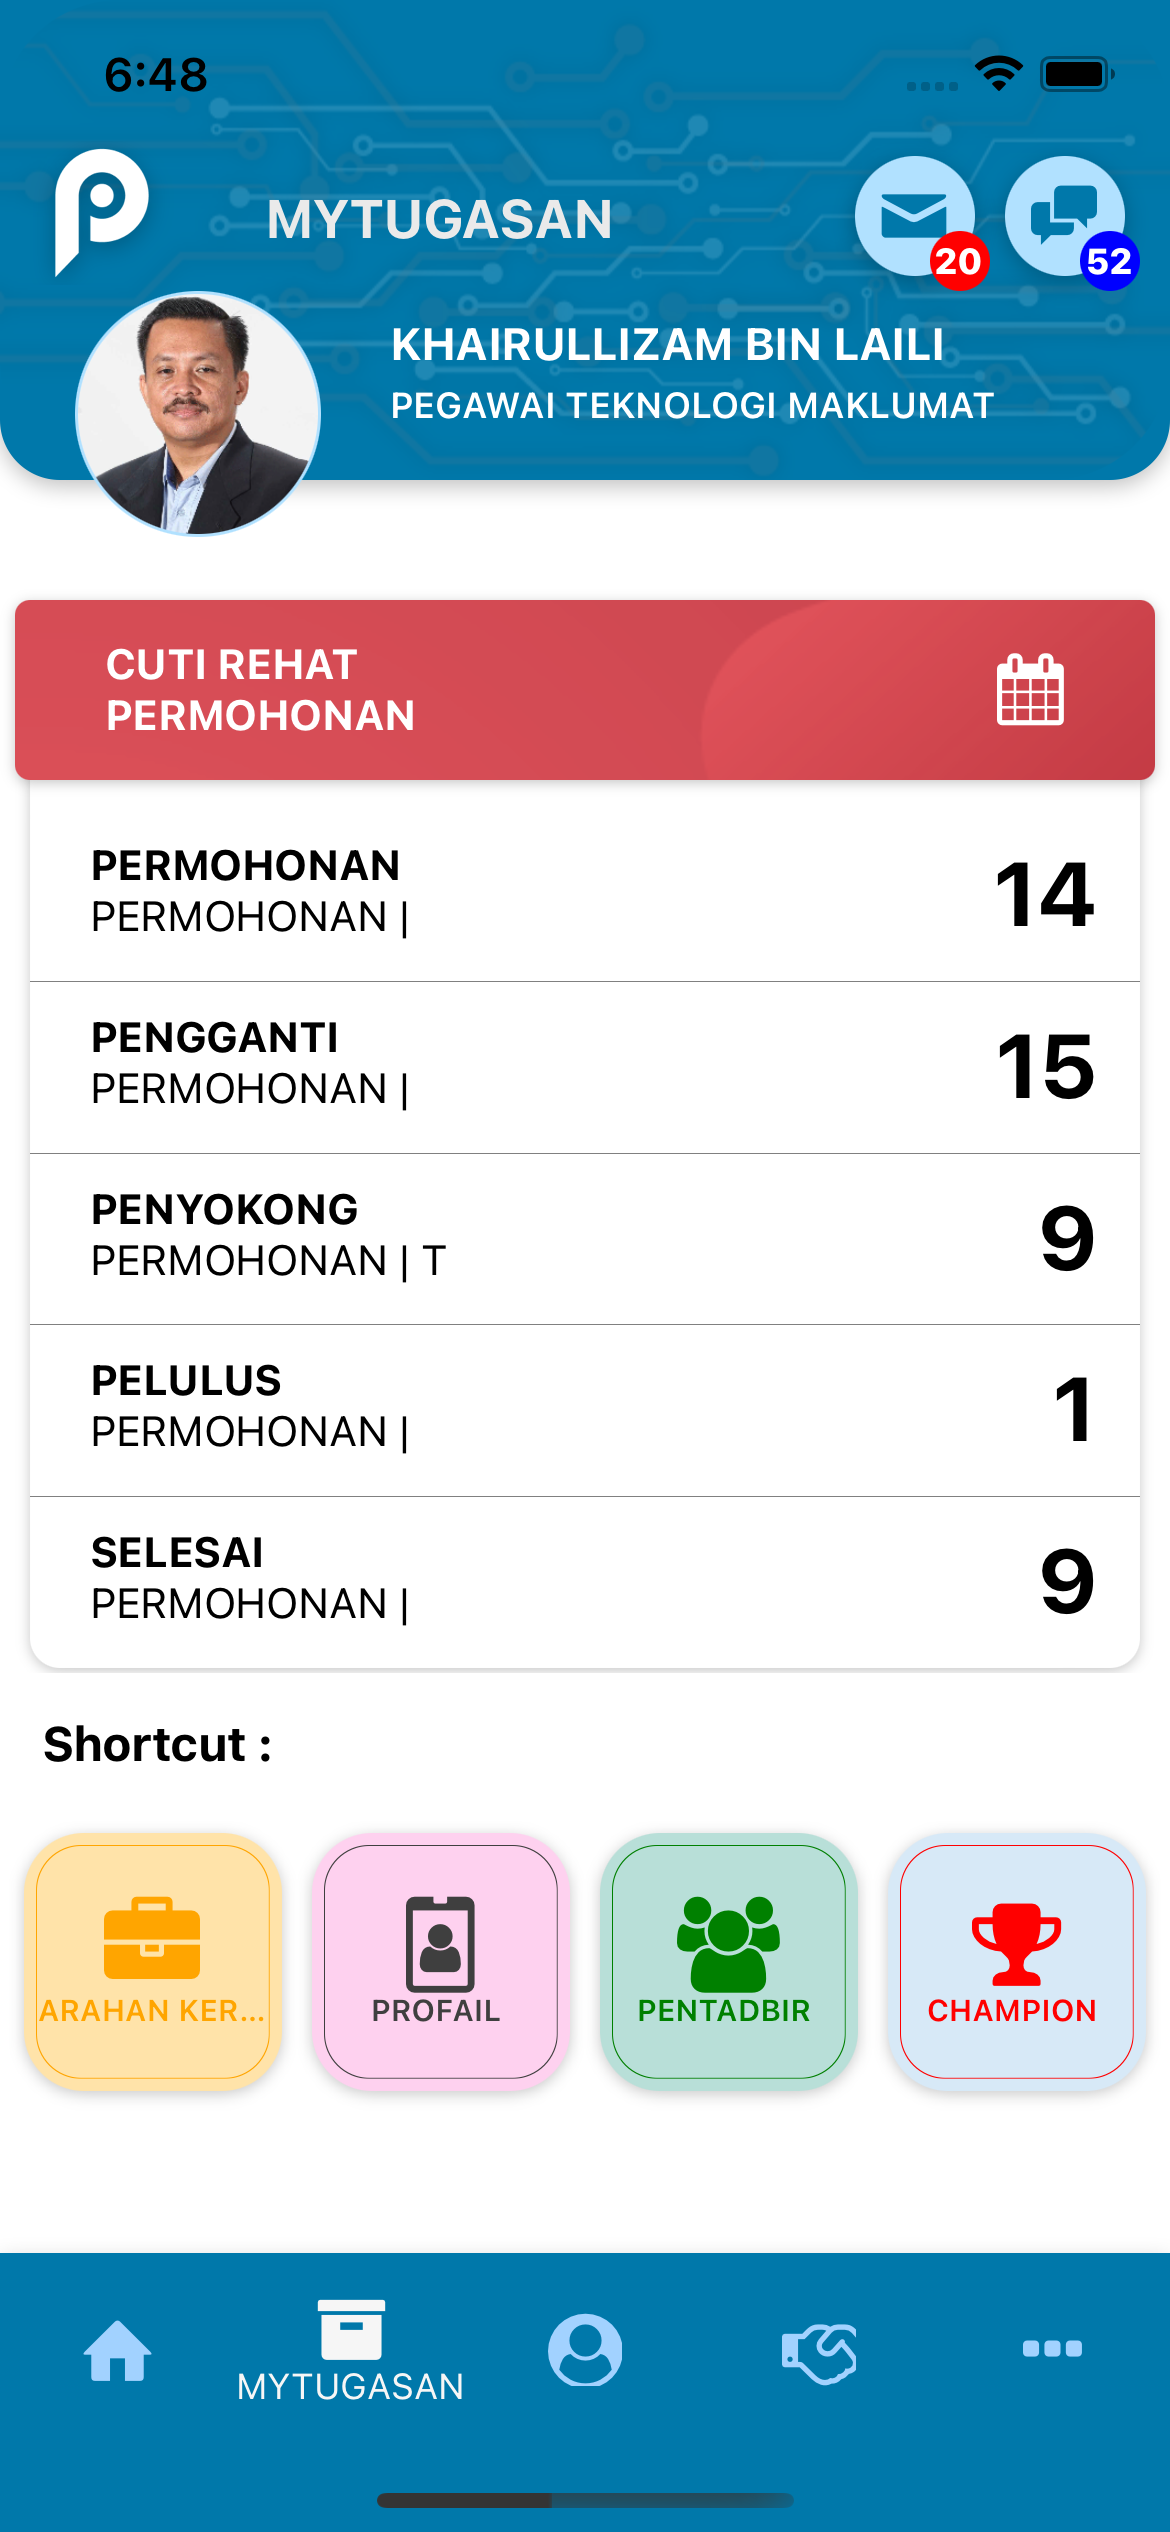 6:48
MYTUGASAN
20
52
KHAIRULLIZAM BIN LAILI
PEGAWAI TEKNOLOGI MAKLUMAT
CUTI REHAT
PERMOHONAN
PERMOHONAN
PERMOHONAN |
14
PENGGANTI
PERMOHONAN |
15
PENYOKONG
PERMOHONAN | T
9
PELULUS
PERMOHONAN |
1
SELESAI
PERMOHONAN |
9
Shortcut :
ARAHAN KER...
PROFAIL
PENTADBIR
CHAMPION
MYTUGASAN